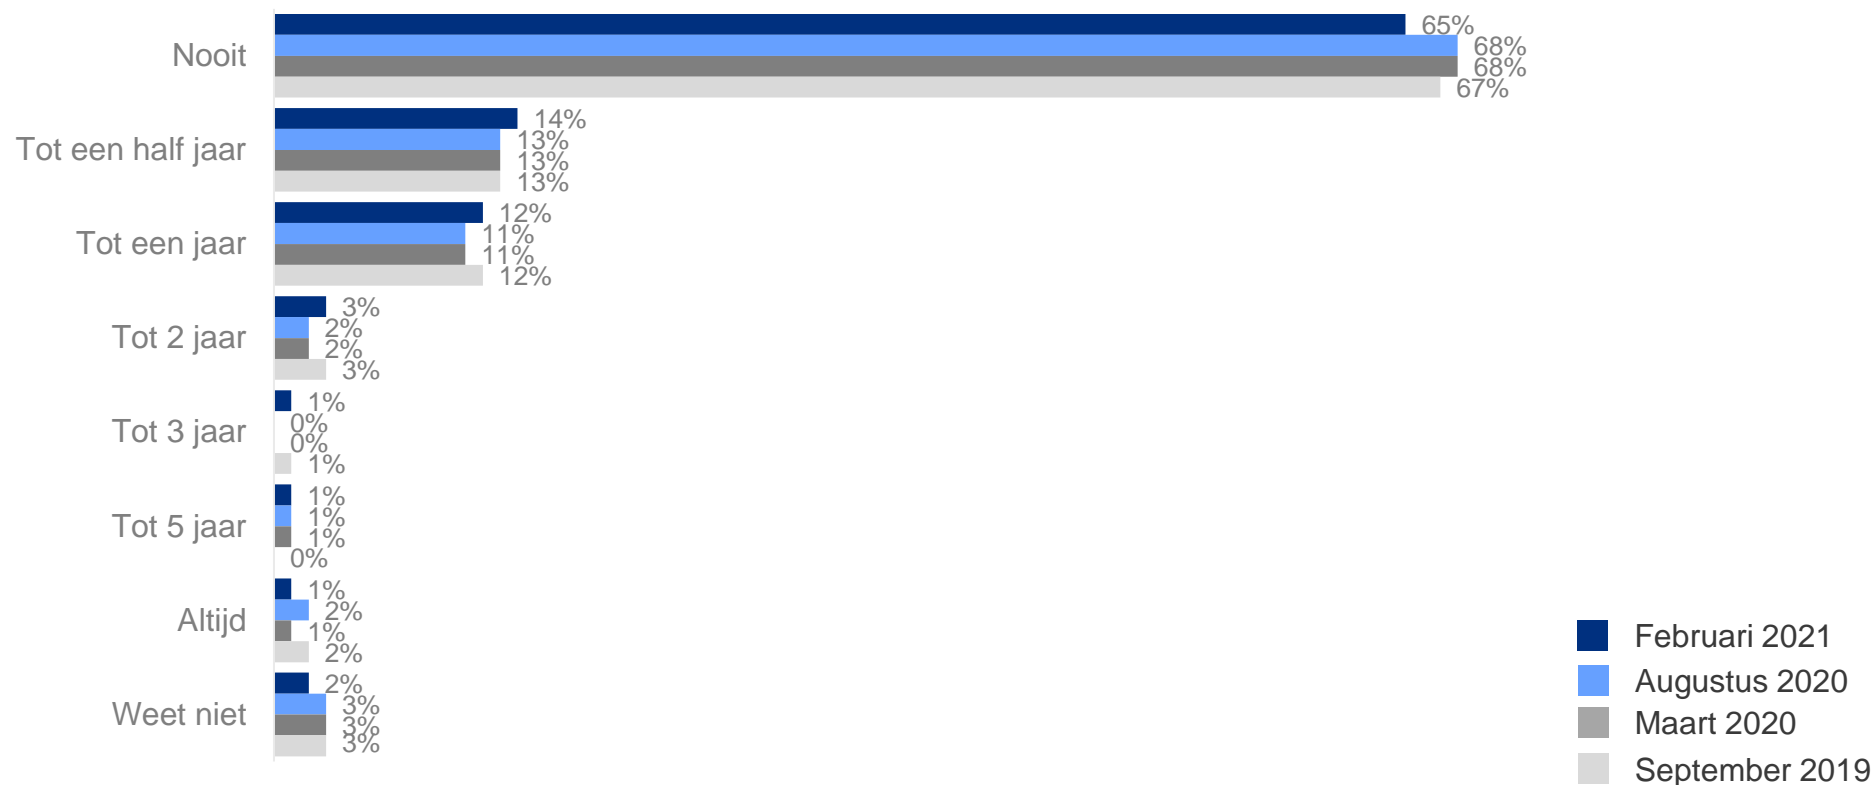 Nooit
65%
68%
68%
67%
Tot een half jaar
14%
13%
13%
13%
Tot een jaar
12%
11%
11%
12%
Tot 2 jaar
3%
2%
2%
3%
Tot 3 jaar
1%
0%
0%
1%
Tot 5 jaar
1%
1%
1%
0%
Altijd
1%
2%
1%
2%
Weet niet
2%
3%
3%
3%
Februari 2021
Augustus 2020
Maart 2020
September 2019